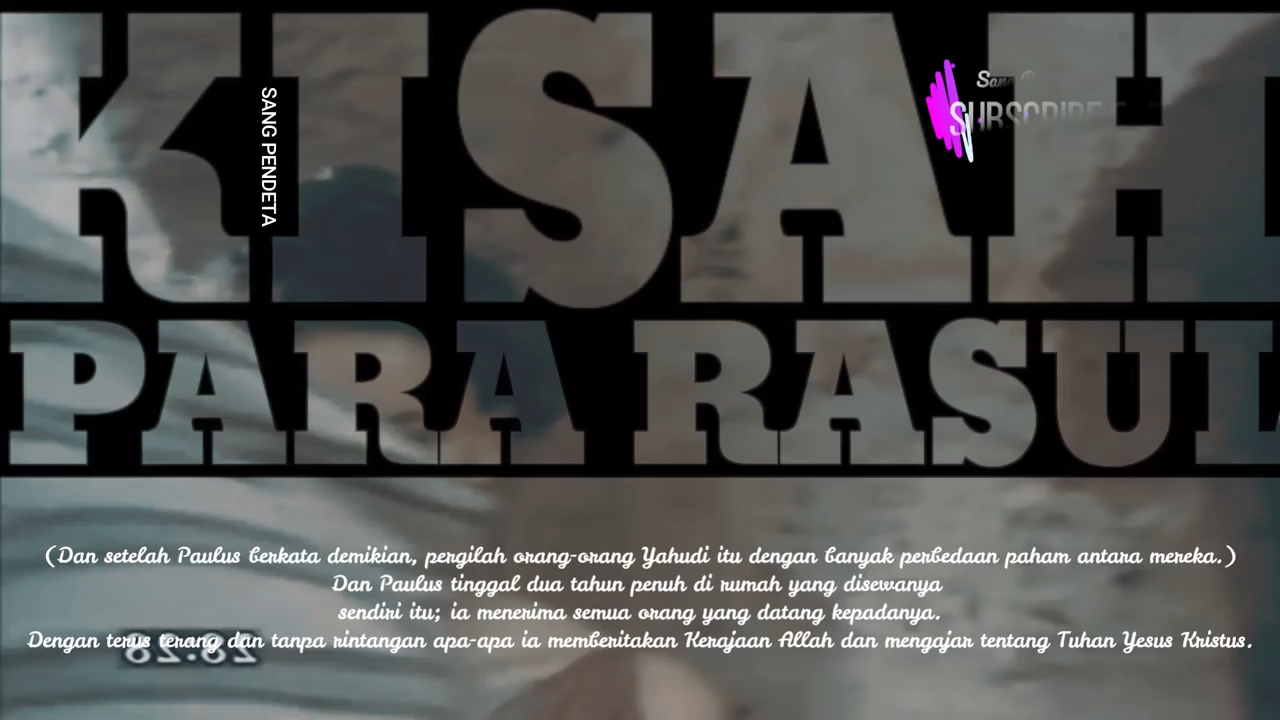 KISAH
PARA RASUL
SANG PENDETA
SUBSCRIBE
(Dan setelah Paulus berkata demikian, pergilah orang-orang Yahudi itu dengan banyak perbedaan paham antara mereka.)
Dan Paulus tinggal dua tahun penuh di rumah yang disewanya
sendiri itu; ia menerima semua orang yang datang kepadanya.
Dengan terus terang dan tanpa rintangan apa-apa ia memberitakan Kerajaan Allah dan mengajar tentang Tuhan Yesus Kristus.
28:28